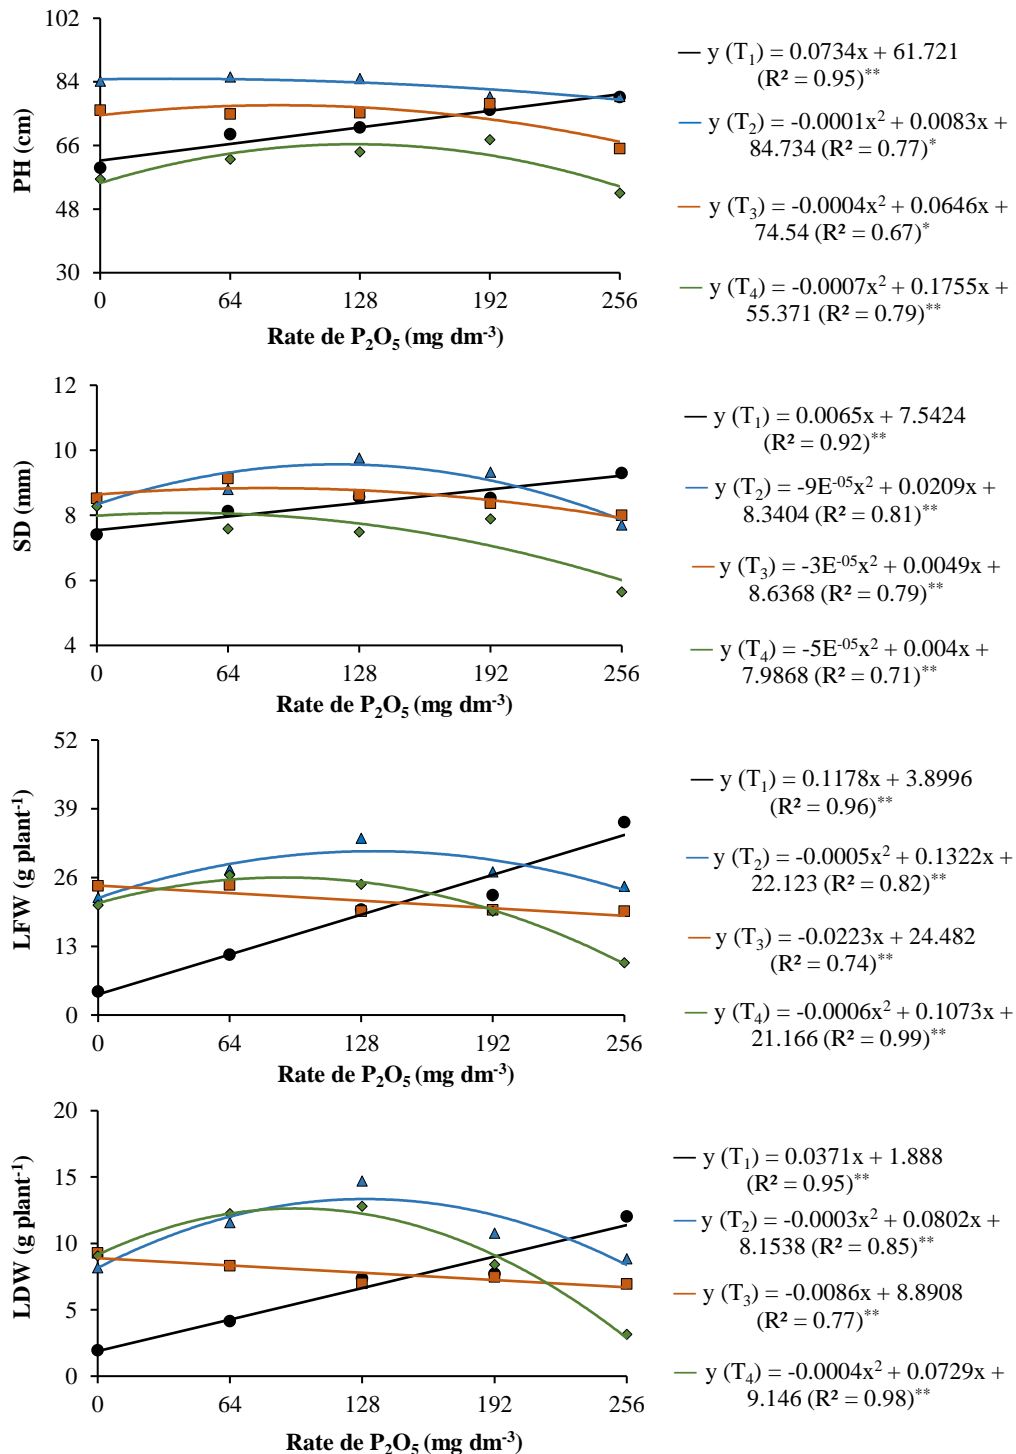 102
84
66
48
30
PH (cm)
0 64 128 192 256
Rate de P₂O₅ (mg dm⁻³)
y (T₁) = 0.0734x + 61.721
(R² = 0.95)**
y (T₂) = -0.0001x² + 0.0083x +
84.734 (R² = 0.77)*
y (T₃) = -0.0004x² + 0.0646x +
74.54 (R² = 0.67)*
y (T₄) = -0.0007x² + 0.1755x +
55.371 (R² = 0.79)**
12
10
8
6
4
SD (mm)
0 64 128 192 256
Rate de P₂O₅ (mg dm⁻³)
y (T₁) = 0.0065x + 7.5424
(R² = 0.92)**
y (T₂) = -9E⁻⁰⁵x² + 0.0209x +
8.3404 (R² = 0.81)**
y (T₃) = -3E⁻⁰⁵x² + 0.0049x +
8.6368 (R² = 0.79)**
y (T₄) = -5E⁻⁰⁵x² + 0.004x +
7.9868 (R² = 0.71)**
52
39
26
13
0
LFW (g plant⁻¹)
0 64 128 192 256
Rate de P₂O₅ (mg dm⁻³)
y (T₁) = 0.1178x + 3.8996
(R² = 0.96)**
y (T₂) = -0.0005x² + 0.1322x +
22.123 (R² = 0.82)**
y (T₃) = -0.0223x + 24.482
(R² = 0.74)**
y (T₄) = -0.0006x² + 0.1073x +
21.166 (R² = 0.99)**
20
15
10
5
0
LDW (g plant⁻¹)
0 64 128 192 256
Rate de P₂O₅ (mg dm⁻³)
y (T₁) = 0.0371x + 1.888
(R² = 0.95)**
y (T₂) = -0.0003x² + 0.0802x +
8.1538 (R² = 0.85)**
y (T₃) = -0.0086x + 8.8908
(R² = 0.77)**
y (T₄) = -0.0004x² + 0.0729x +
9.146 (R² = 0.98)**